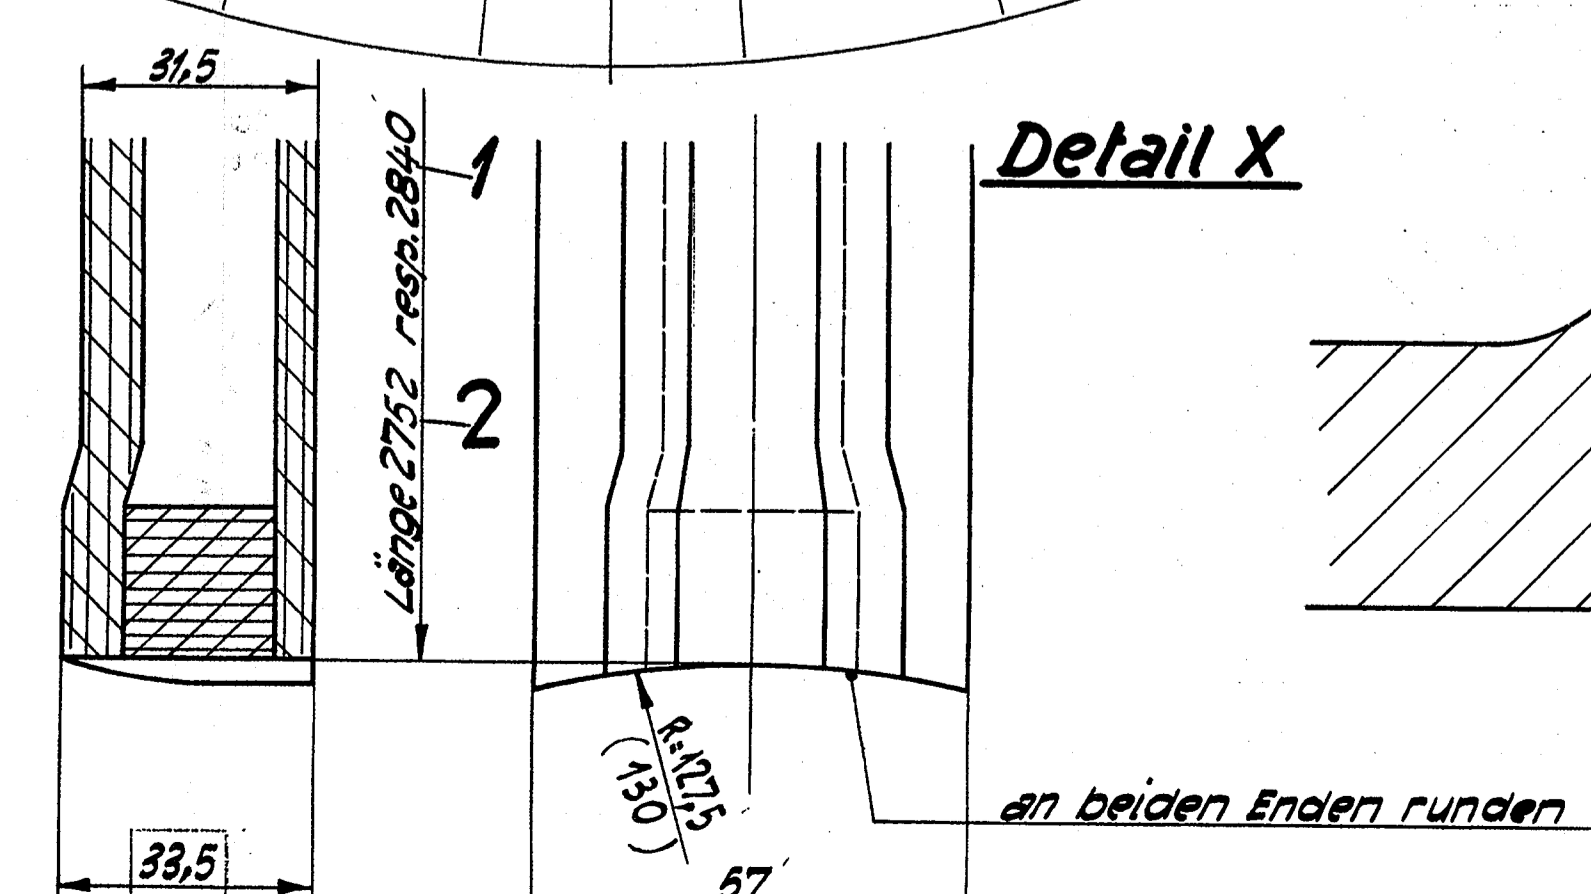 31,5
Detail X
1
Länge 2752 resp. 2840
2
R=127,5
(130)
an beiden Enden runden
33,5
57